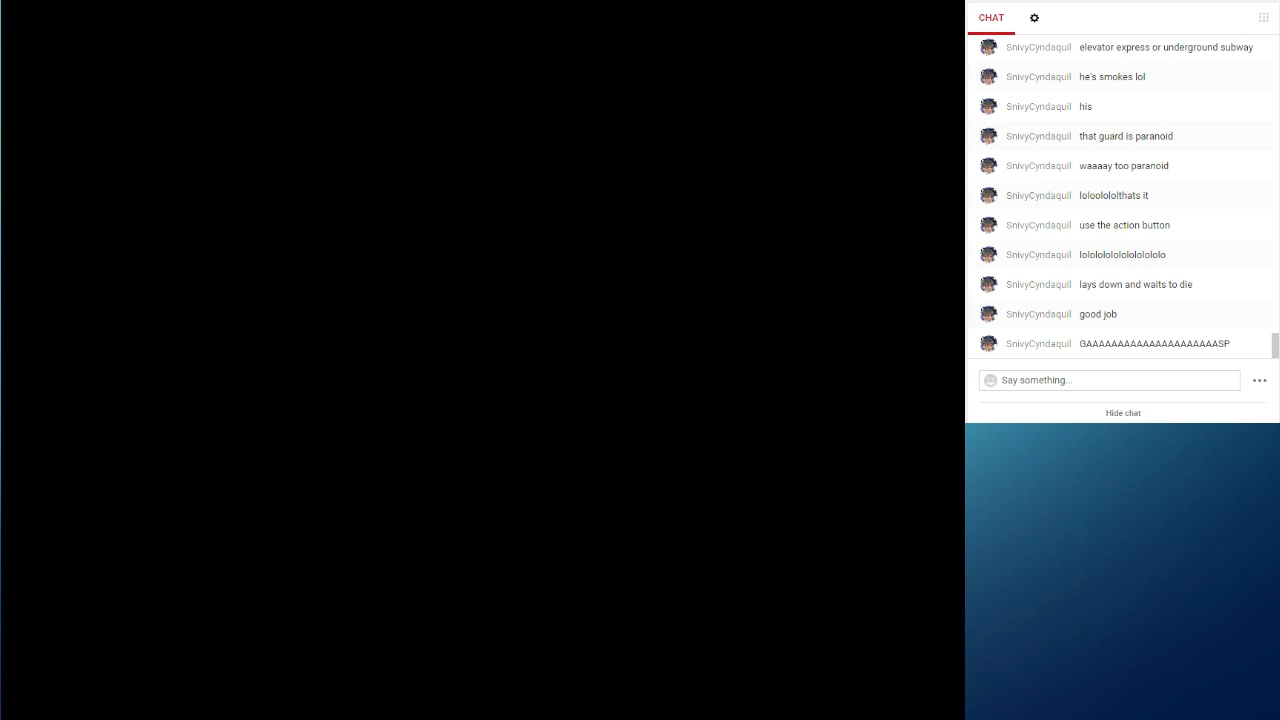 CHAT
SnivyCyndaquil elevator express or underground subway
SnivyCyndaquil he's smokes lol
SnivyCyndaquil his
SnivyCyndaquil that guard is paranoid
SnivyCyndaquil waaaay too paranoid
SnivyCyndaquil loloolololthats it
SnivyCyndaquil use the action button
SnivyCyndaquil lolololololololololo
SnivyCyndaquil lays down and waits to die
SnivyCyndaquil good job
SnivyCyndaquil GAAAAAAAAAAAAAAAAAAAAASP
Say something...
Hide chat